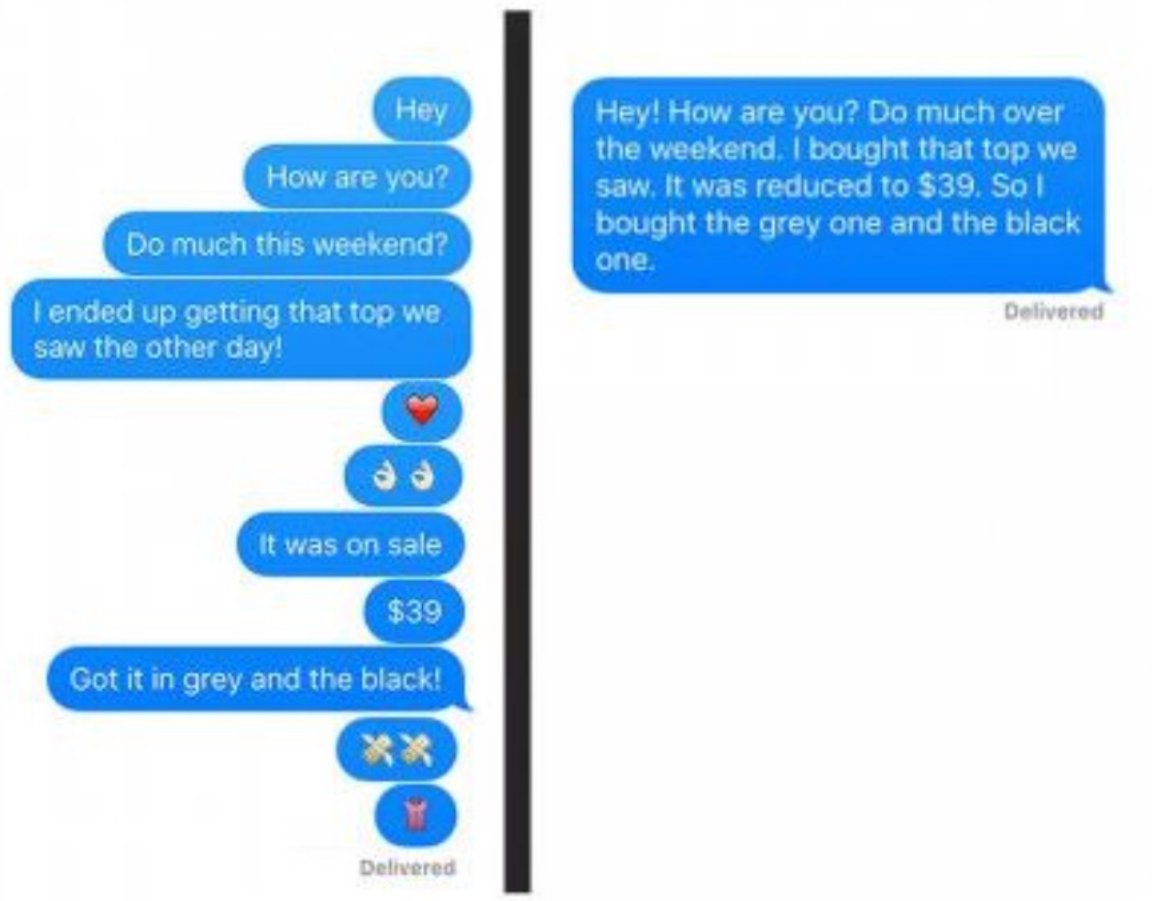 Hey
How are you?
Do much this weekend?
I ended up getting that top we
saw the other day!
❤️
👌🏻👌🏻
It was on sale
$39
Got it in grey and the black!
💸💸
👚
Delivered
Hey! How are you? Do much over
the weekend. I bought that top we
saw. It was reduced to $39. So I
bought the grey one and the black
one.
Delivered